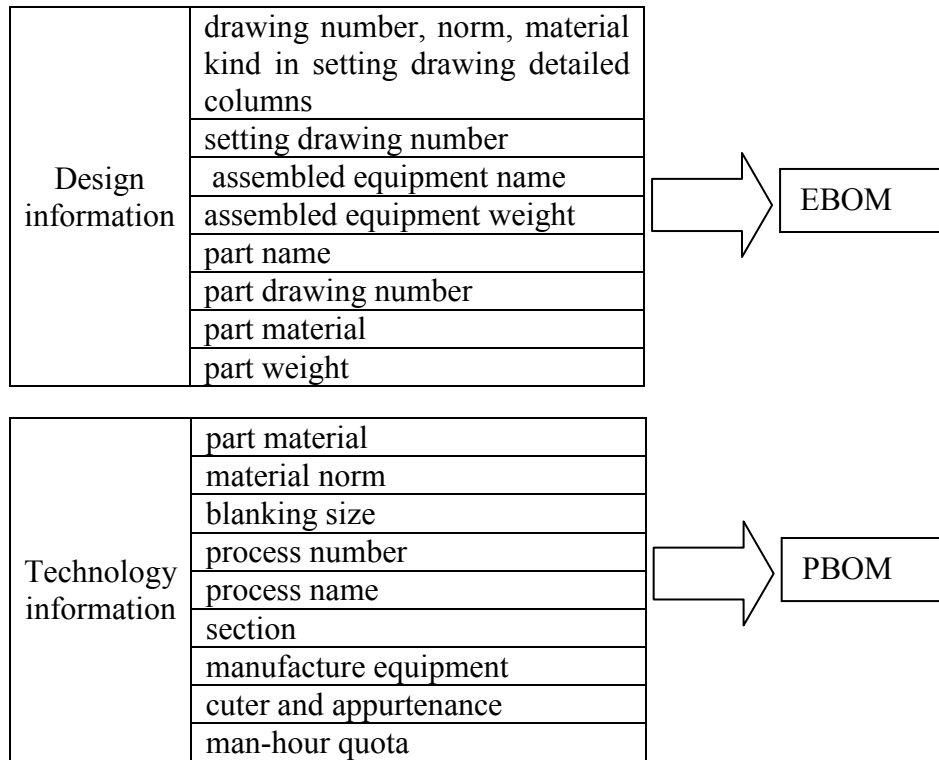 drawing number, norm, material
kind in setting drawing detailed
columns
setting drawing number
Design
information
assembled equipment name
assembled equipment weight
EBOM
part name
part drawing number
part material
part weight
part material
material norm
blanking size
process number
Technology
information
process name
PBOM
section
manufacture equipment
cuter and appurtenance
man-hour quota